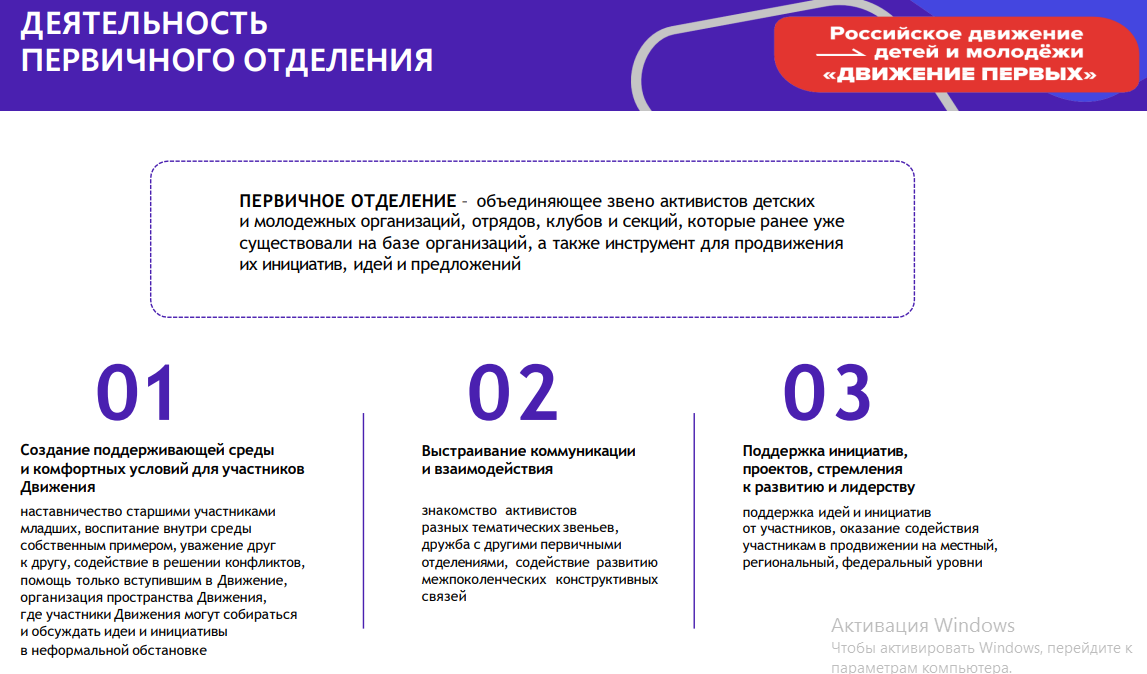 ДЕЯТЕЛЬНОСТЬ
ПЕРВИЧНОГО ОТДЕЛЕНИЯ
Российское движение
детей и молодёжи
«ДВИЖЕНИЕ ПЕРВЫХ»
ПЕРВИЧНОЕ ОТДЕЛЕНИЕ - объединяющее звено активистов детских
и молодежных организаций, отрядов, клубов и секций, которые ранее уже
существовали на базе организаций, а также инструмент для продвижения
их инициатив, идей и предложений
01
Создание поддерживающей среды
и комфортных условий для участников
Движения
наставничество старшими участниками
младших, воспитание внутри среды
собственным примером, уважение друг
к другу, содействие в решении конфликтов,
помощь только вступившим в Движение,
организация пространства Движения,
где участники Движения могут собираться
и обсуждать идеи и инициативы
в неформальной обстановке
02
Выстраивание коммуникации
и взаимодействия
знакомство активистов
разных тематических звеньев,
дружба с другими первичными
отделениями, содействие развитию
межпоколенческих конструктивных
связей
03
Поддержка инициатив,
проектов, стремления
к развитию и лидерству
поддержка идей и инициатив
от участников, оказание содействия
участникам в продвижении на местный,
региональный, федеральный уровни
Активация Windows
Чтобы активировать Windows, перейдите к
параметрам компьютера.